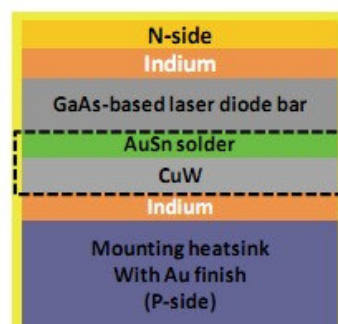 N-side
Indium
GaAs-based laser diode bar
AuSn solder
CuW
Indium
Mounting heatsink
With Au finish
(P-side)